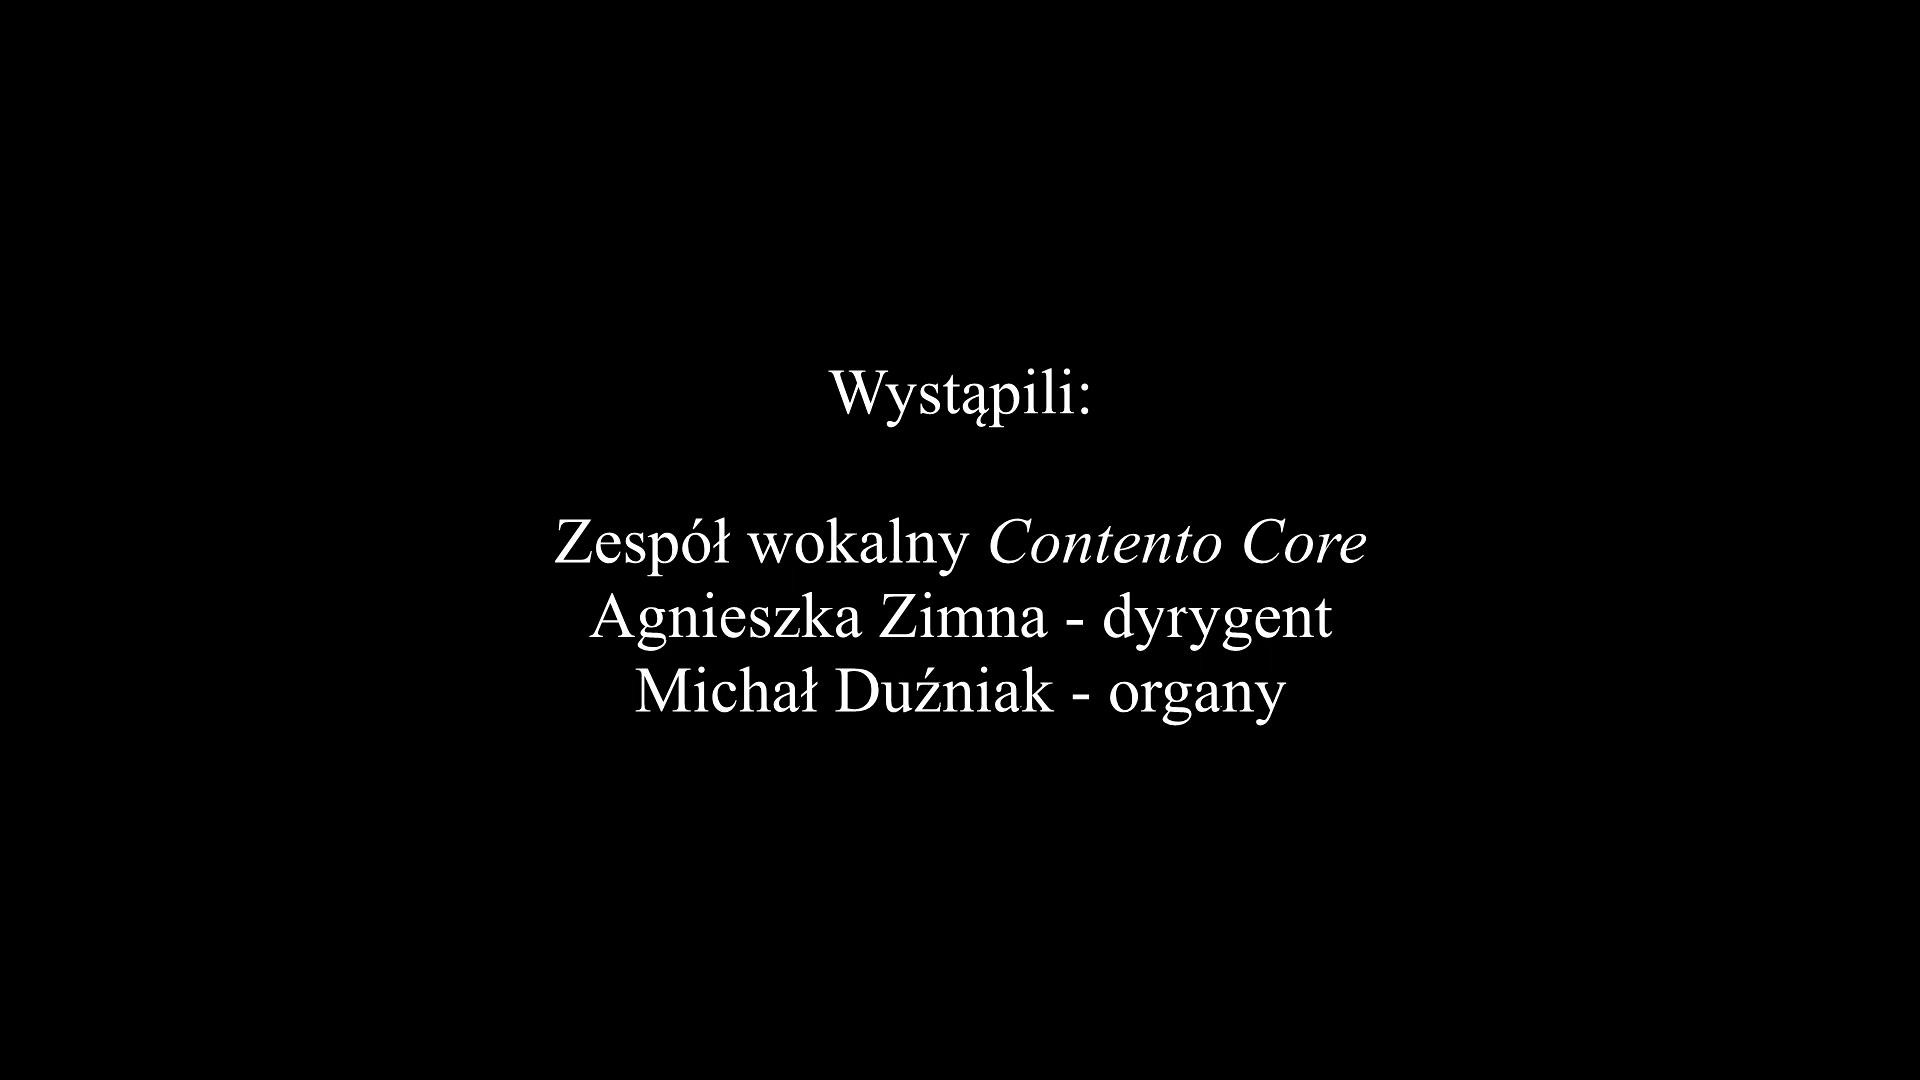 Wystąpili:
Zespół wokalny Contento Core
Agnieszka Zimna - dyrygent
Michał Duźniak - organy